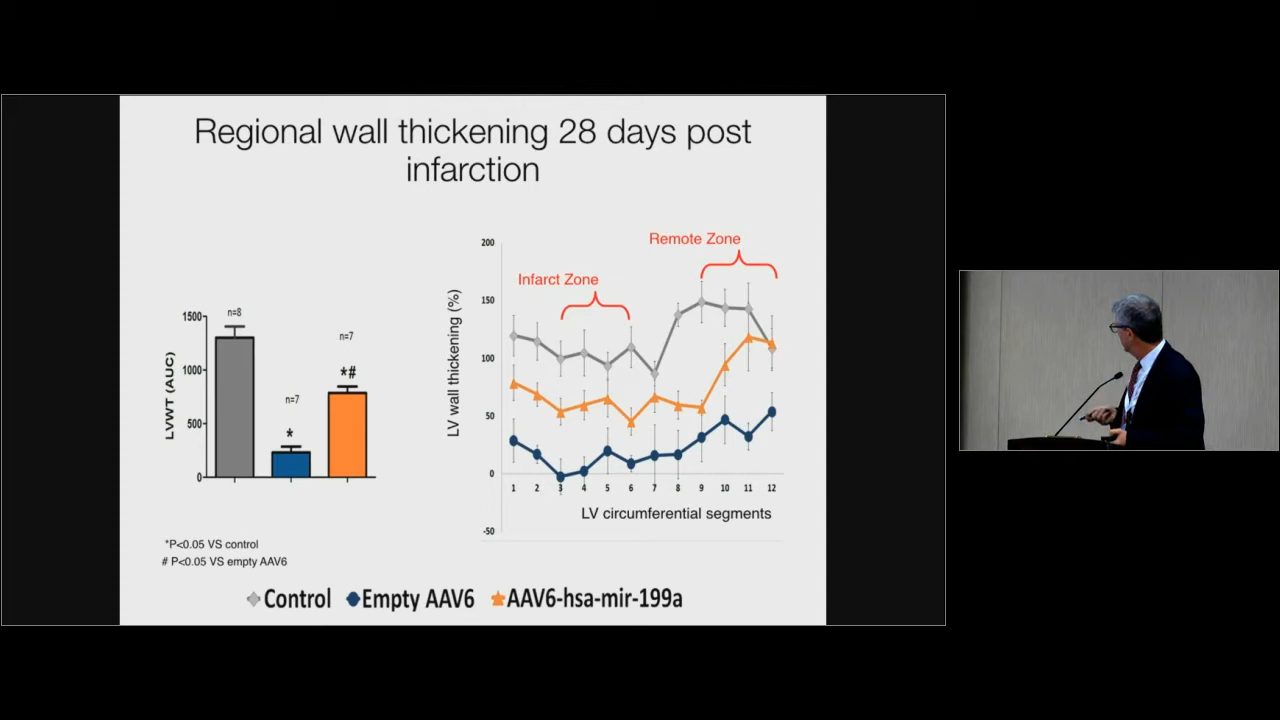 Regional wall thickening 28 days post
infarction
LVWT (AUC)
1500
1000
500
0
n=8
n=7
*
n=7
*#
*P<0.05 VS control
# P<0.05 VS empty AAV6
LV wall thickening (%)
200
150
100
50
0
-50
Infarct Zone
Remote Zone
1 2 3 4 5 6 7 8 9 10 11 12
LV circumferential segments
Control Empty AAV6 AAV6-hsa-mir-199a